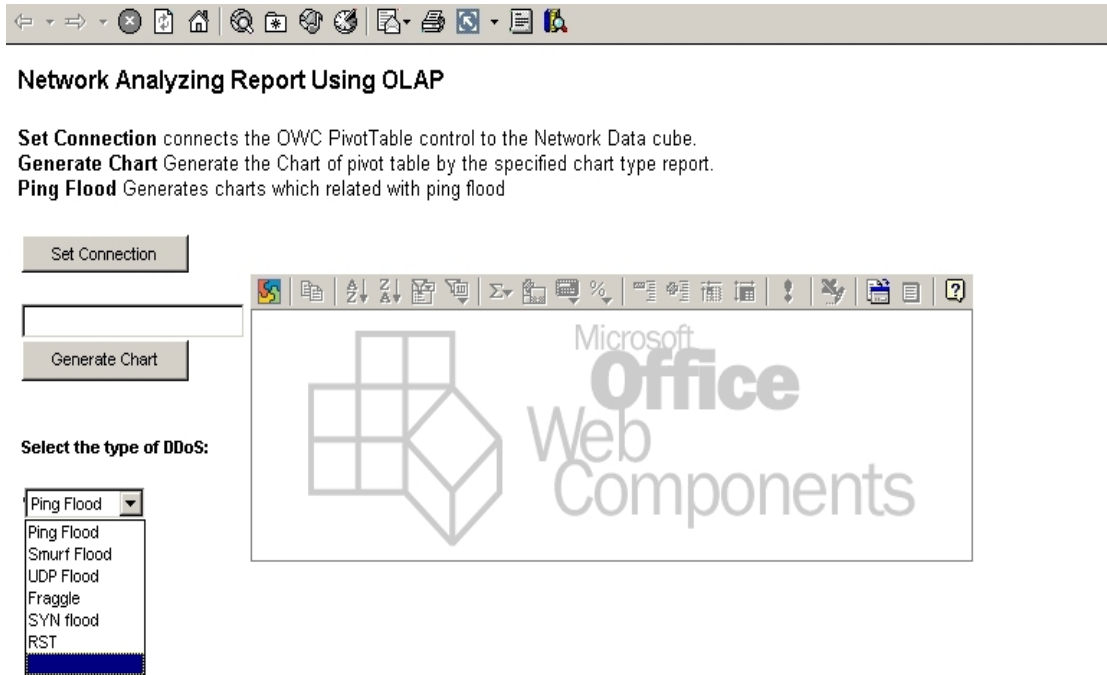 Network Analyzing Report Using OLAP
Set Connection connects the OWC PivotTable control to the Network Data cube.
Generate Chart Generate the Chart of pivot table by the specified chart type report.
Ping Flood Generates charts which related with ping flood
Set Connection
Generate Chart
Microsoft
Office
Web
Components
Select the type of DDoS:
Ping Flood
Ping Flood
Smurf Flood
UDP Flood
Fraggle
SYN flood
RST